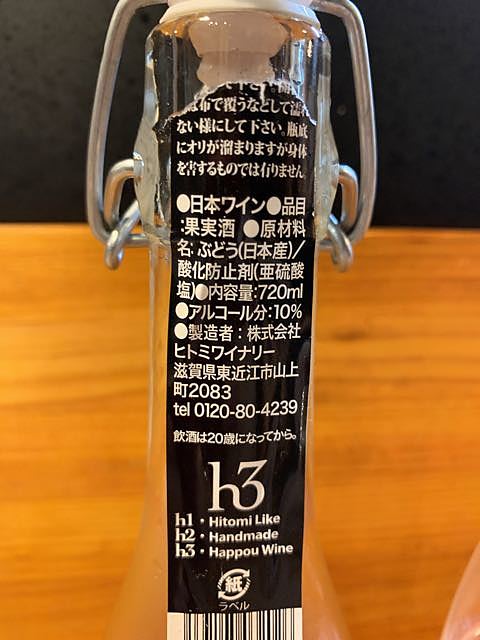 は布で覆うなどして濡れ
ない様にして下さい。瓶底
にオリが溜まりますが身体
を害するものでは有りません。
●日本ワイン●品目
:果実酒 ●原材料
名:ぶどう(日本産)/
酸化防止剤(亜硫酸
塩)●内容量:720ml
●アルコール分:10%
●製造者:株式会社
ヒトミワイナリー
滋賀県東近江市山上
町2083
tel 0120-80-4239
飲酒は20歳になってから。
h3
h1・Hitomi Like
h2・Handmade
h3・Happou Wine
紙
ラベル